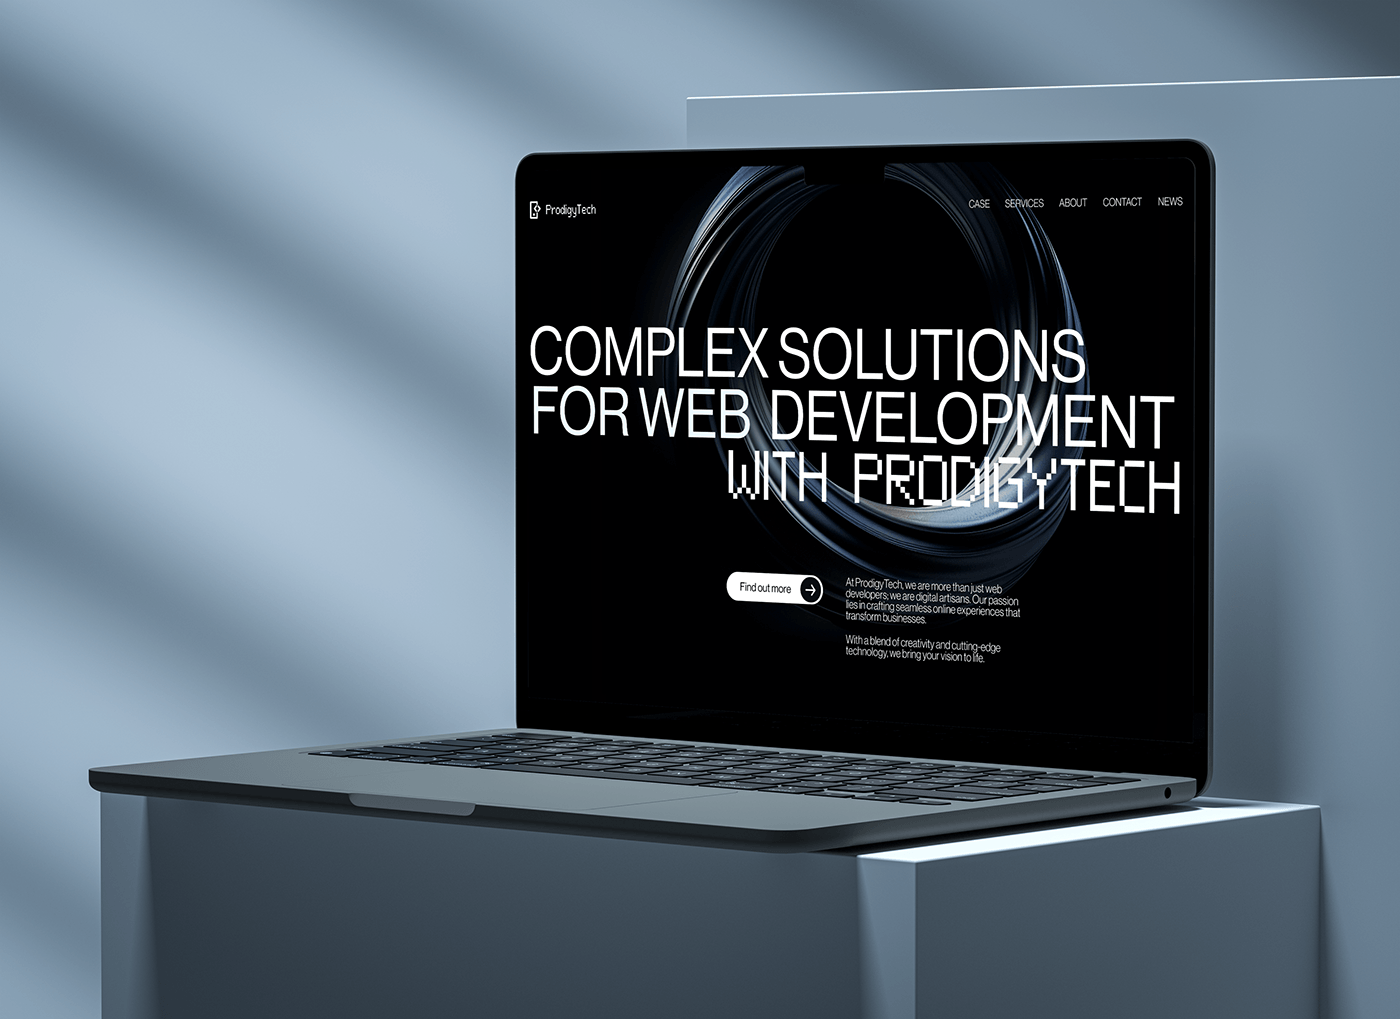 ProdigyTech
CASE SERVICES ABOUT CONTACT NEWS
COMPLEX SOLUTIONS
FOR WEB DEVELOPMENT
WITH PRODIGYTECH
Find out more
At ProdigyTech, we are more than just web
developers; we are digital artisans. Our passion
lies in crafting seamless online experiences that
transform businesses.
With a blend of creativity and cutting-edge
technology, we bring your vision to life.